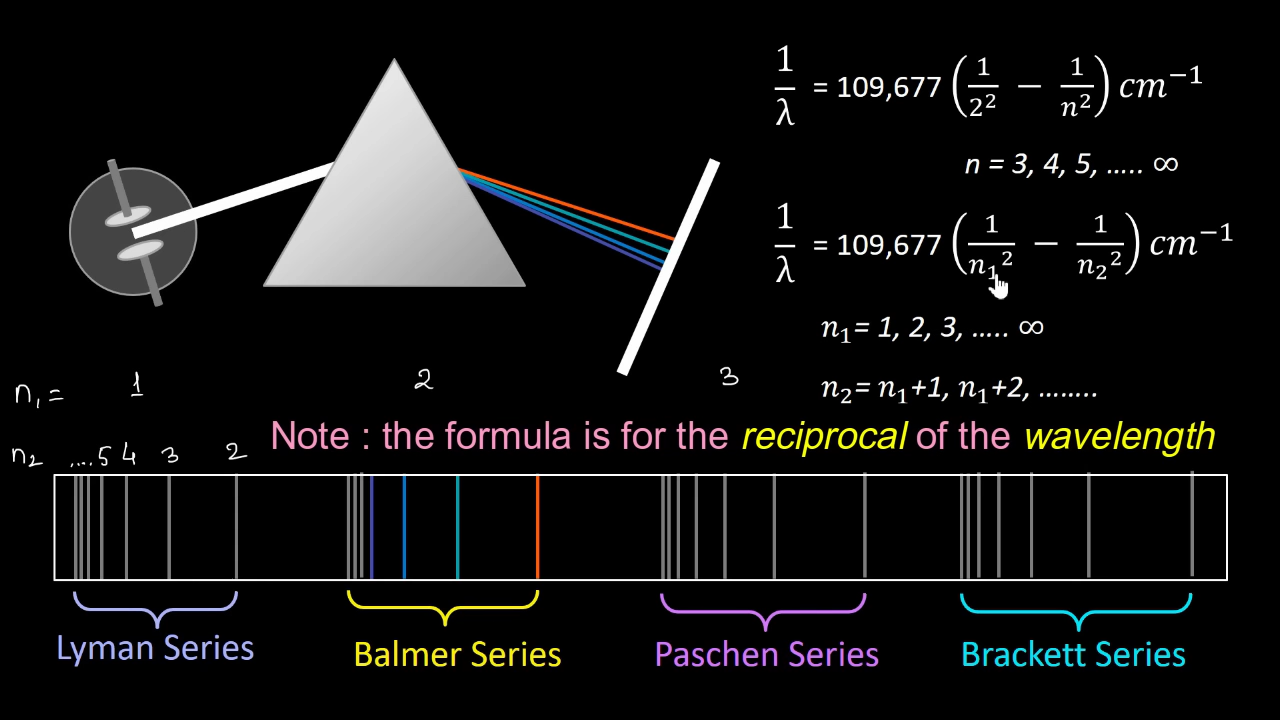 1/λ = 109,677 (1/2² − 1/n²) cm⁻¹
n = 3, 4, 5, ..... ∞
1/λ = 109,677 (1/n₁² − 1/n₂²) cm⁻¹
n₁= 1, 2, 3, ..... ∞
n₂= n₁+1, n₁+2, ........
n₁ = 1 2 3
Note : the formula is for the reciprocal of the wavelength
n₂ .... 5 4 3 2
Lyman Series
Balmer Series
Paschen Series
Brackett Series